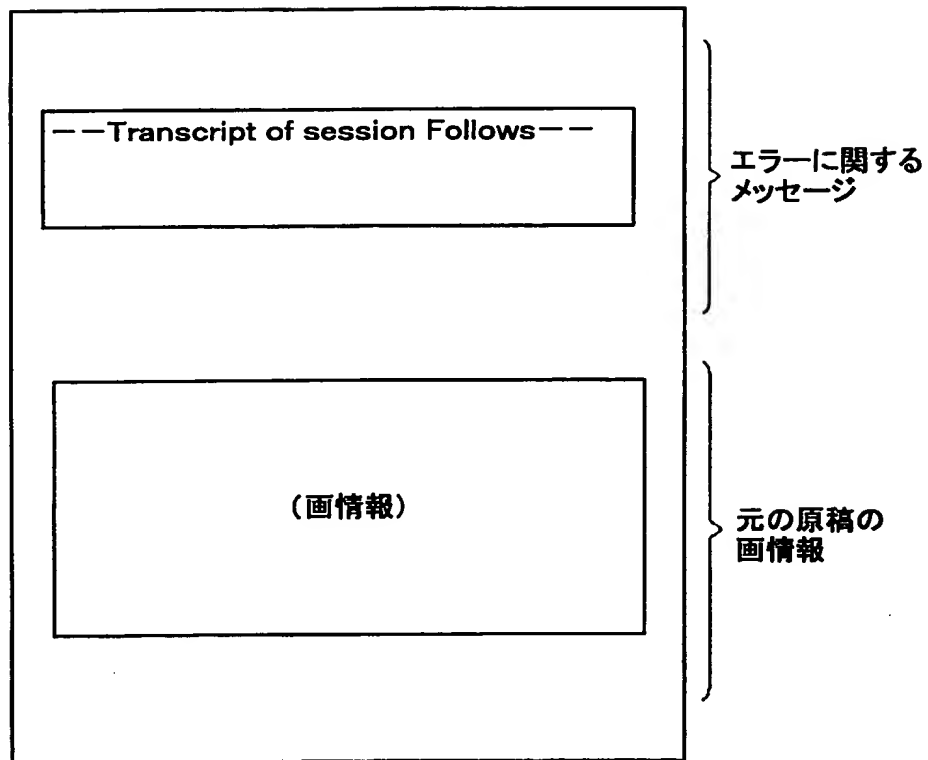 ――Transcript of session Follows――
エラーに関する
メッセージ
(画情報)
元の原稿の
画情報